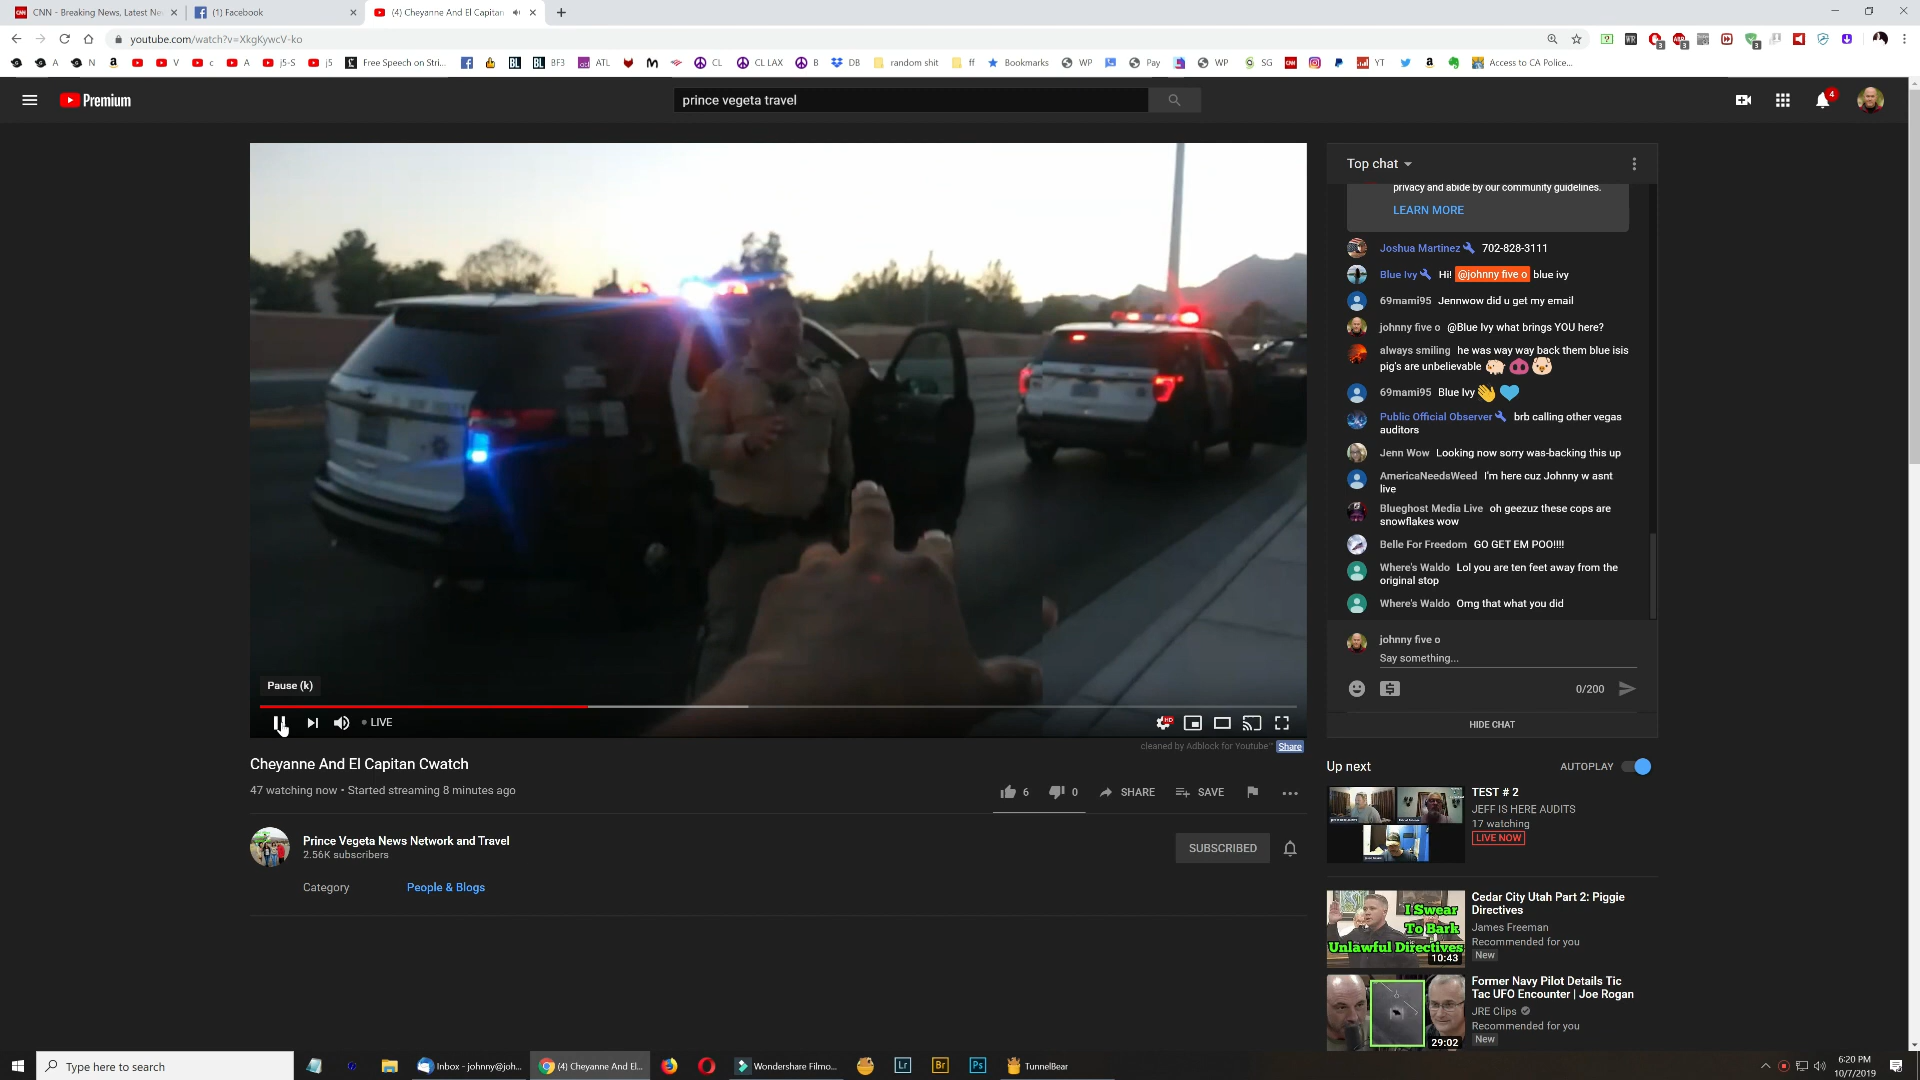 CNN - Breaking News, Latest Ne
(1) Facebook
(4) Cheyanne And El Capitan
youtube.com/watch?v=XkgKywcV-ko
A N V c A j5-S j5 Free Speech on Stri... BL BL BF3 ATL CL CL LAX B DB random shit ff Bookmarks WP Pay WP SG YT Access to CA Police...
Premium
prince vegeta travel
4
Top chat
privacy and abide by our community guidelines.
LEARN MORE
Joshua Martinez 702-828-3111
Blue Ivy Hi! @johnny five o blue ivy
69mami95 Jennwow did u get my email
johnny five o @Blue Ivy what brings YOU here?
always smiling he was way way back them blue isis
pig's are unbelievable
69mami95 Blue Ivy
Public Official Observer brb calling other vegas
auditors
Jenn Wow Looking now sorry was-backing this up
AmericaNeedsWeed I'm here cuz Johnny w asnt
live
Blueghost Media Live oh geezuz these cops are
snowflakes wow
Belle For Freedom GO GET EM POO!!!!
Where's Waldo Lol you are ten feet away from the
original stop
Where's Waldo Omg that what you did
johnny five o
Say something...
0/200
HIDE CHAT
Pause (k)
LIVE
HD
cleaned by Adblock for Youtube™ Share
Cheyanne And El Capitan Cwatch
47 watching now • Started streaming 8 minutes ago
6 0 SHARE SAVE
Prince Vegeta News Network and Travel
2.56K subscribers
SUBSCRIBED
Category People & Blogs
Up next
AUTOPLAY
TEST # 2
JEFF IS HERE AUDITS
17 watching
LIVE NOW
I Swear
To Bark
Unlawful Directives
10:43
Cedar City Utah Part 2: Piggie
Directives
James Freeman
Recommended for you
New
29:02
Former Navy Pilot Details Tic
Tac UFO Encounter | Joe Rogan
JRE Clips
Recommended for you
New
Type here to search
Inbox - johnny@joh...
(4) Cheyanne And El...
Wondershare Filmo...
Lr
Br
Ps
TunnelBear
6:20 PM
10/7/2019